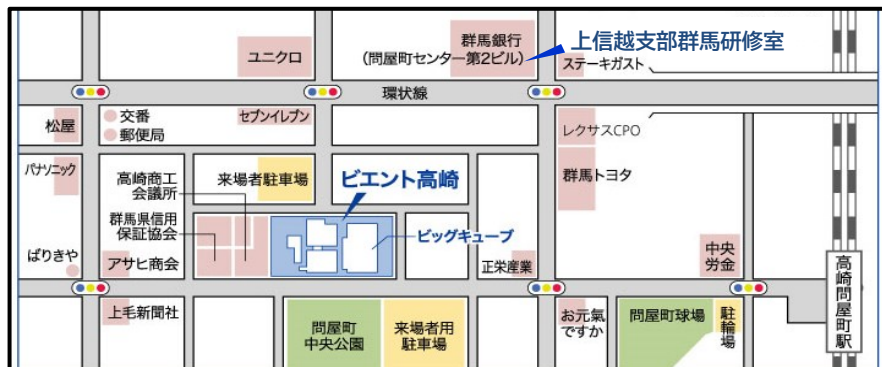 群馬銀行
(問屋町センター第2ビル)
上信越支部群馬研修室
ユニクロ
ステーキガスト
環状線
松屋
交番
郵便局
セブンイレブン
レクサスCPO
パナソニック
高崎商工
会議所
来場者駐車場
ビエント高崎
群馬トヨタ
群馬県信用
保証協会
ビッグキューブ
ぱりきや
アサヒ商会
正栄産業
中央
労金
高崎問屋町駅
上毛新聞社
問屋町
中央公園
来場者用
駐車場
お元氣
ですか
問屋町球場
駐輪場